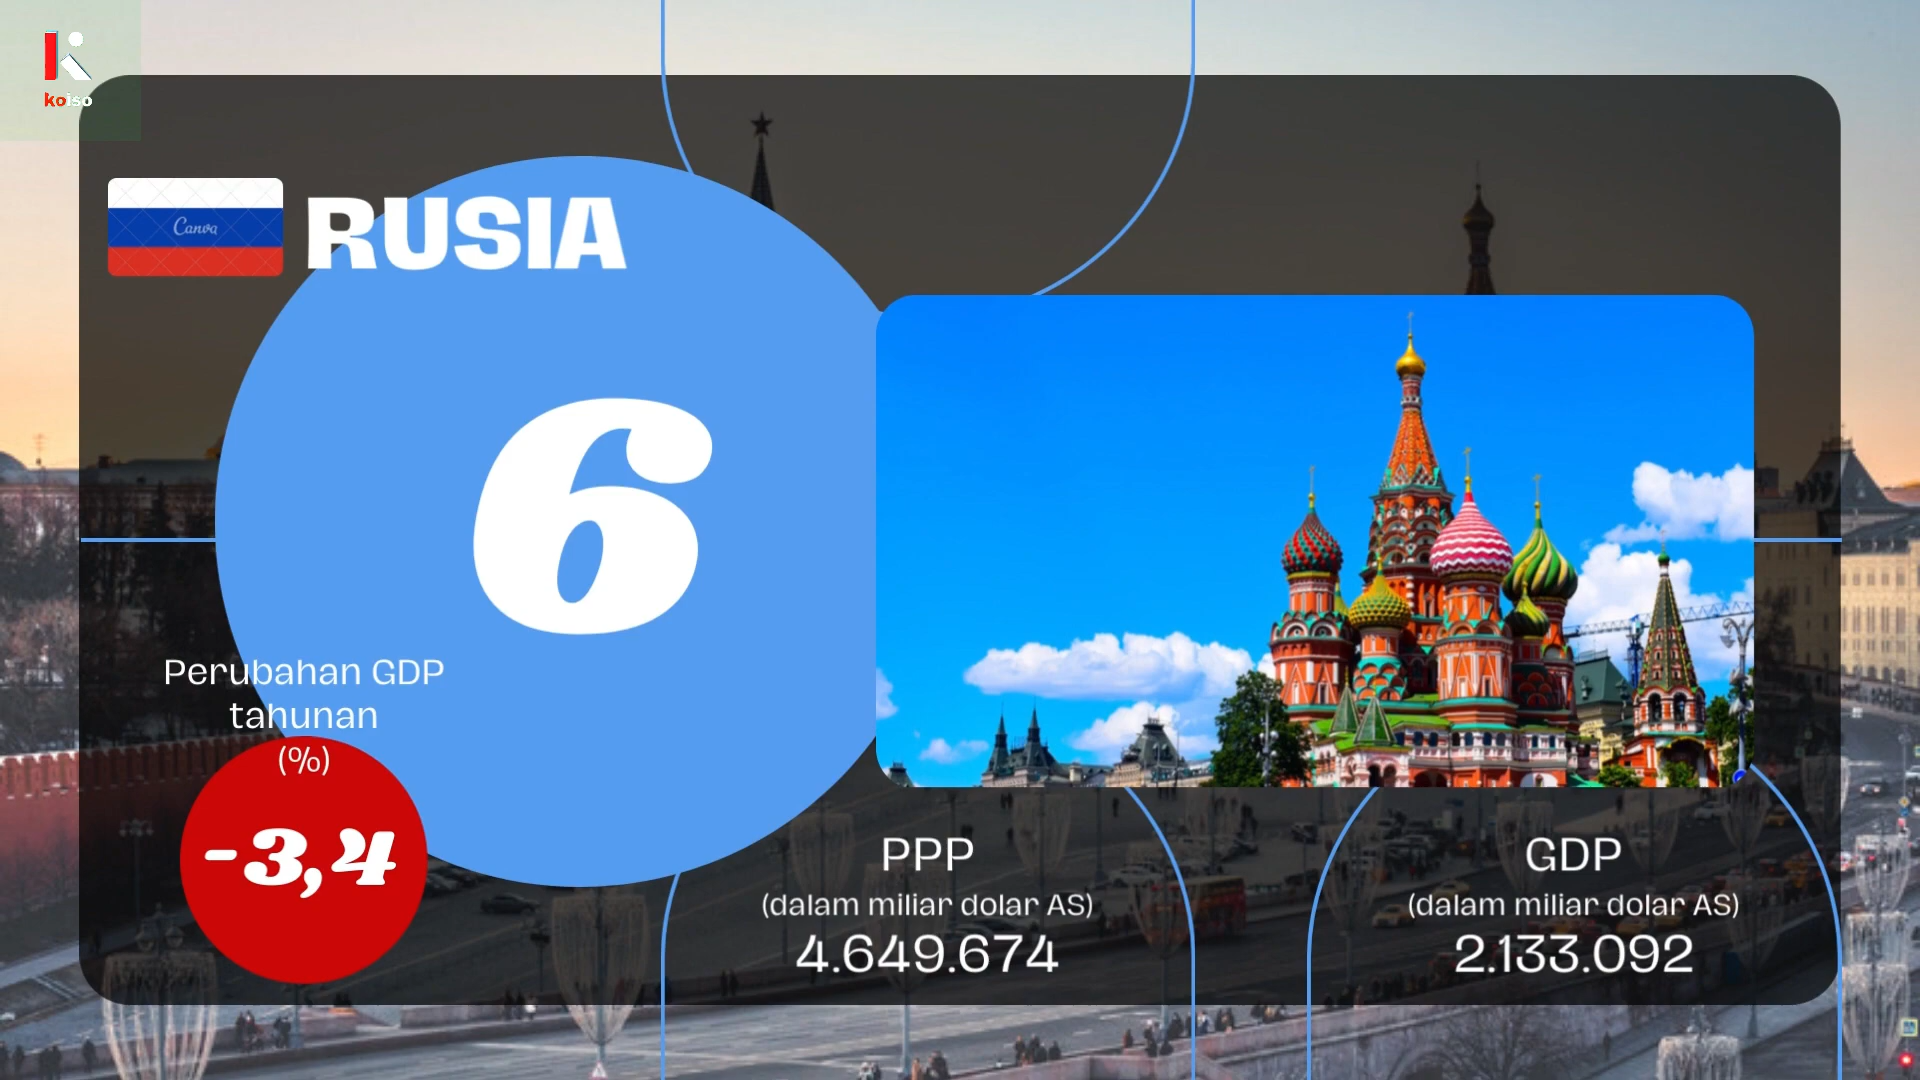 koiso
Canva
RUSIA
6
Perubahan GDP
tahunan
(%)
-3,4
PPP
(dalam miliar dolar AS)
4.649.674
GDP
(dalam miliar dolar AS)
2.133.092